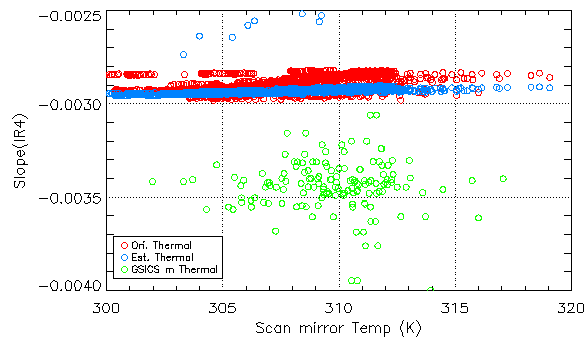 -0.0025
-0.0030
-0.0035
-0.0040
Slope(IR4)
Ori. Thermal
Est. Thermal
GSICS m Thermal
300 305 310 315 320
Scan mirror Temp (K)